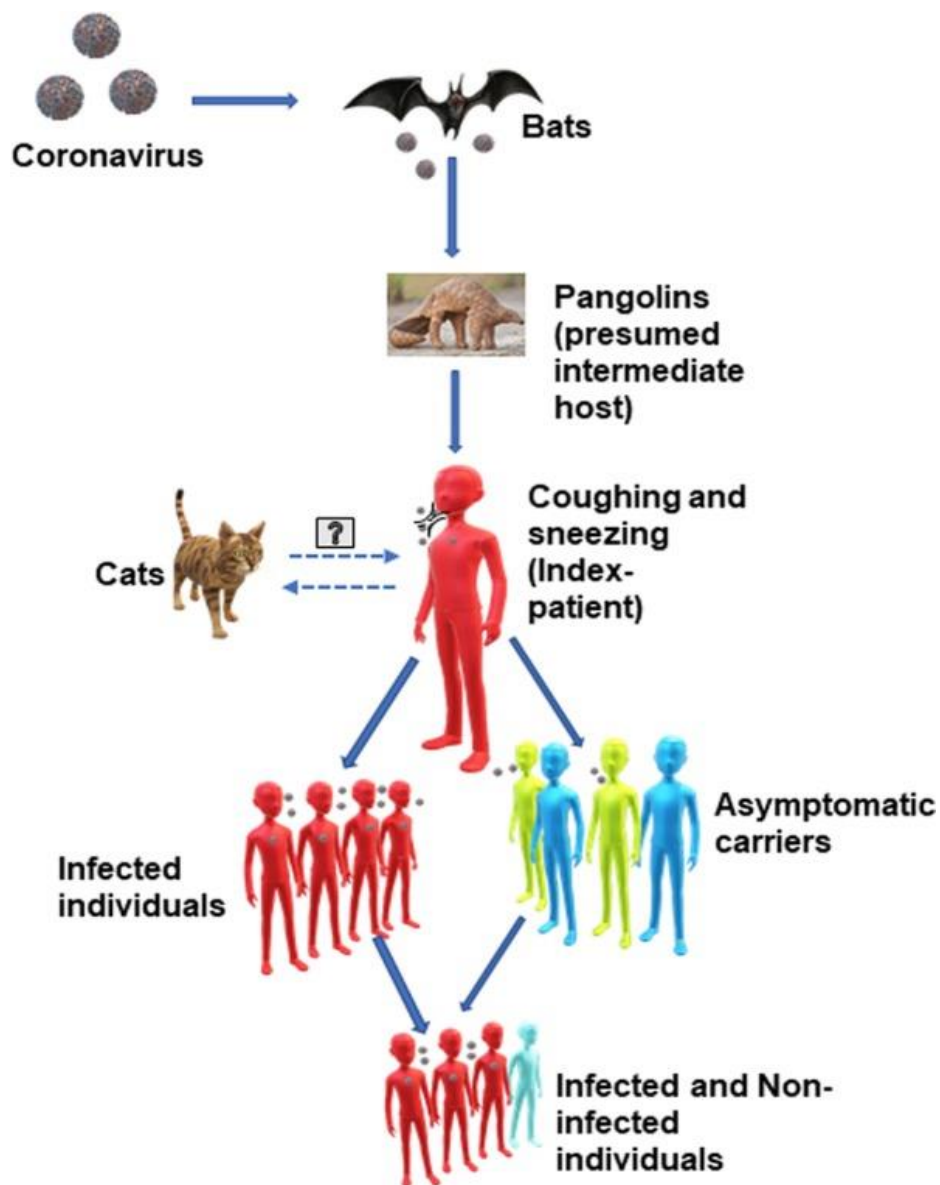 Coronavirus
Bats
Pangolins
(presumed
intermediate
host)
Coughing and
sneezing
(Index-
patient)
?
Cats
Asymptomatic
carriers
Infected
individuals
Infected and Non-
infected
individuals